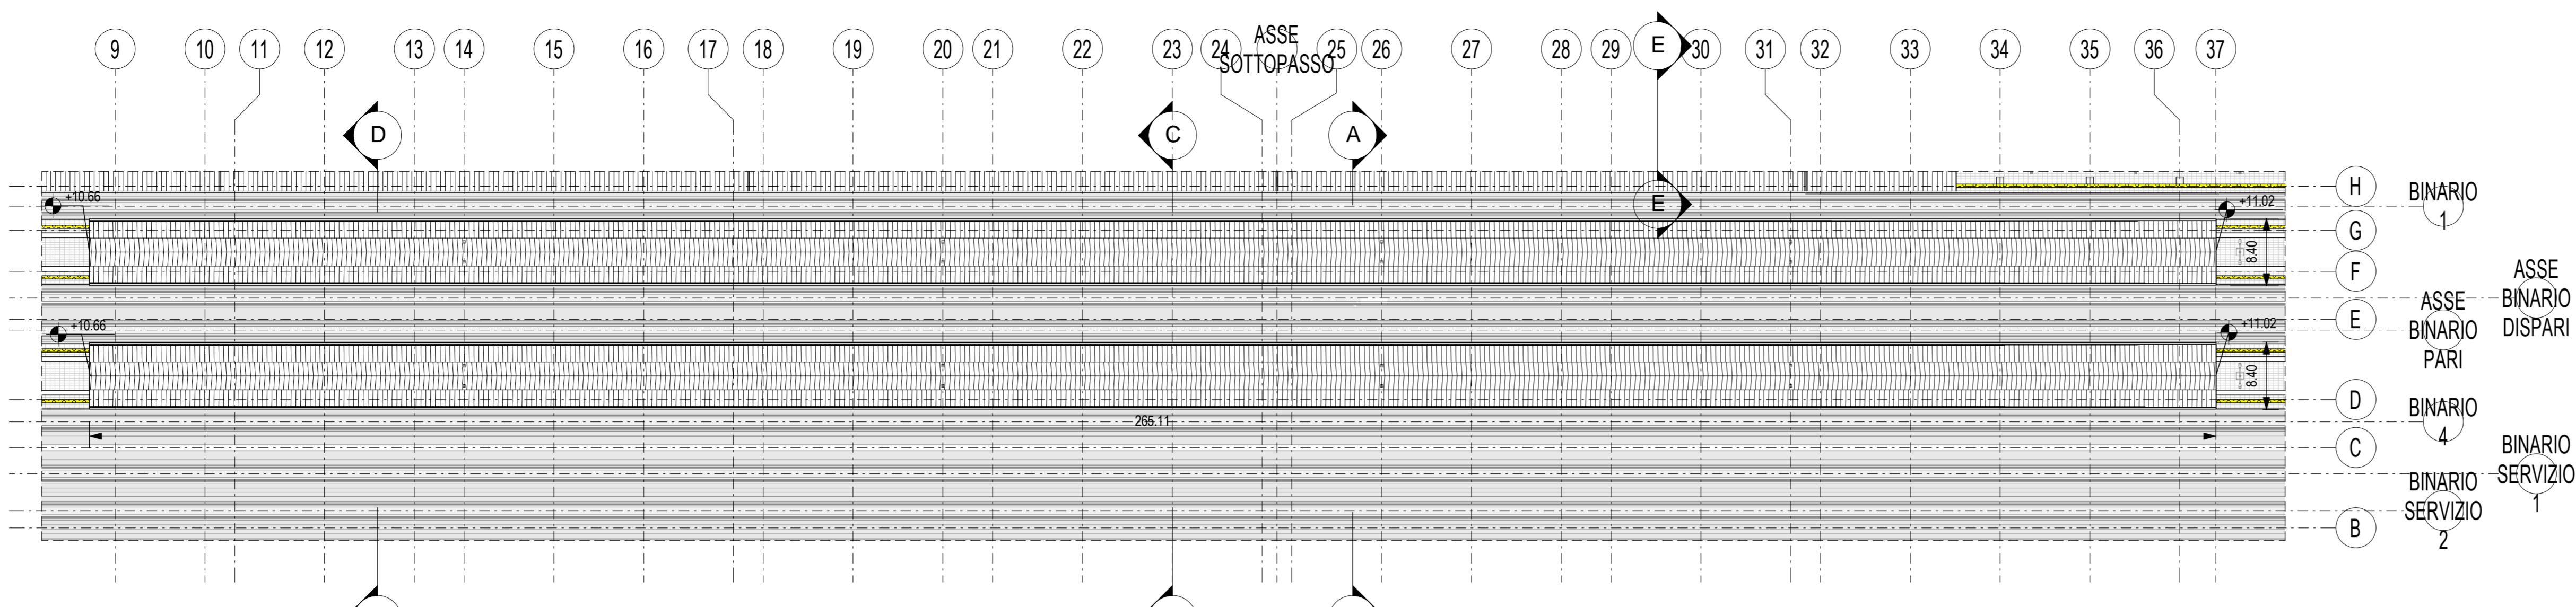 9 10 11 12 13 14 15 16 17 18 19 20 21 22 23 24 25 26 27 28 29 30 31 32 33 34 35 36 37
ASSE
SOTTOPASSO
E
D
C
A
E
H
BINARIO
1
+10.66
+11.02
G
8.40
F
ASSE
BINARIO
DISPARI
E
ASSE
BINARIO
PARI
+10.66
+11.02
8.40
D
BINARIO
4
265.11
C
BINARIO
SERVIZIO
1
BINARIO
SERVIZIO
2
B